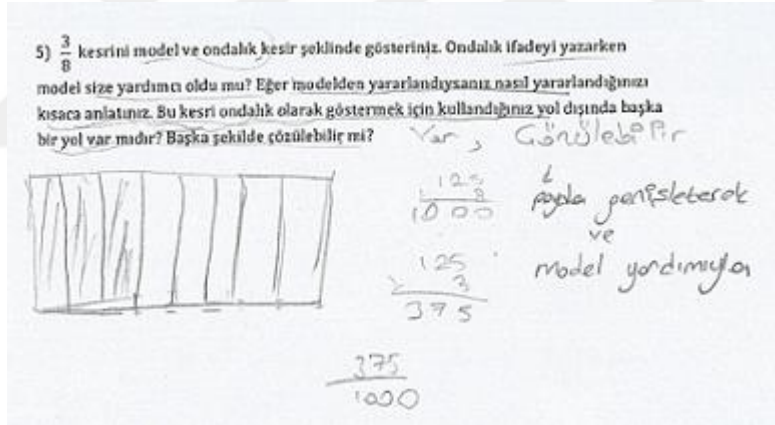 5) 3/8 kesrini model ve ondalık kesir şeklinde gösteriniz. Ondalık ifadeyi yazarken
model size yardımcı oldu mu? Eğer modelden yararlandıysanız nasıl yararlandığınızı
kısaca anlatınız. Bu kesri ondalık olarak göstermek için kullandığınız yol dışında başka
bir yol var mıdır? Başka şekilde çözülebilir mi?
Var,
125
x 8
1000
payda genişleterek
ve
model yardımıyla
125
x 3
375
375
1000